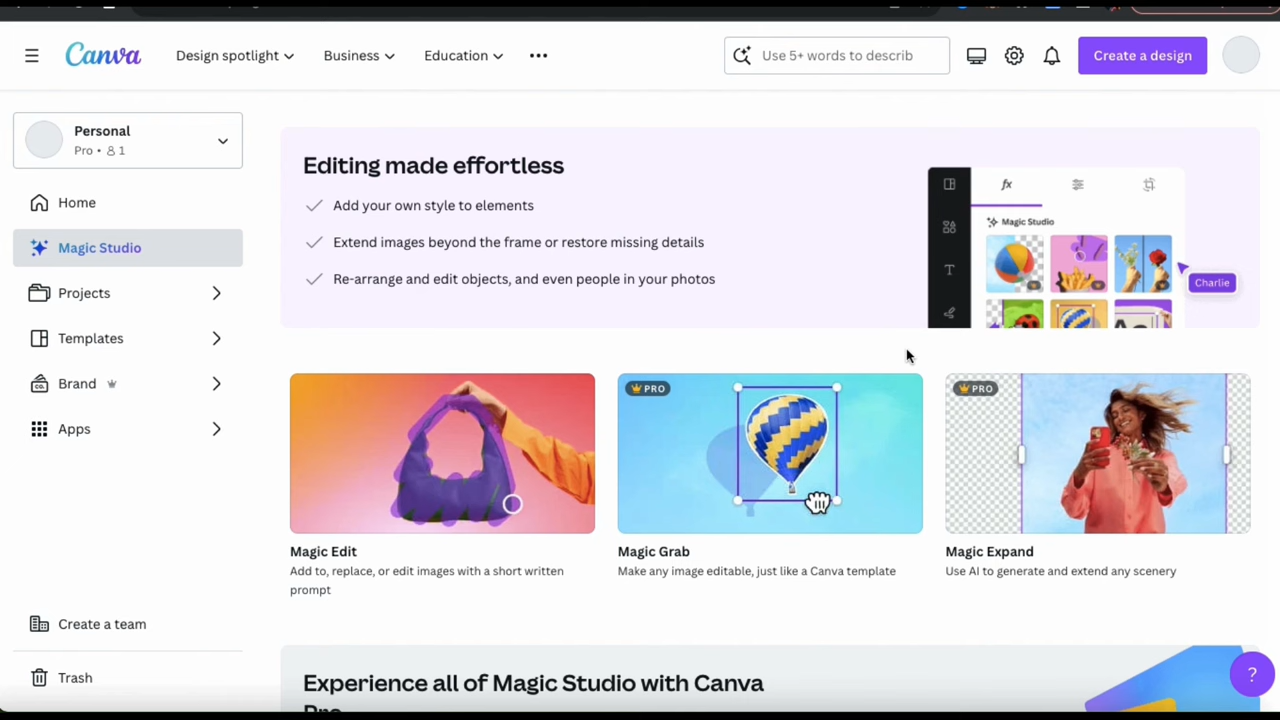 Canva
Design spotlight
Business
Education
Use 5+ words to describ
Create a design
Personal
Pro • 1
Home
Magic Studio
Projects
Templates
Brand
Apps
Create a team
Trash
Editing made effortless
Add your own style to elements
Extend images beyond the frame or restore missing details
Re-arrange and edit objects, and even people in your photos
fx
Magic Studio
Charlie
PRO
PRO
Magic Edit
Add to, replace, or edit images with a short written
prompt
Magic Grab
Make any image editable, just like a Canva template
Magic Expand
Use AI to generate and extend any scenery
Experience all of Magic Studio with Canva
Pro
?